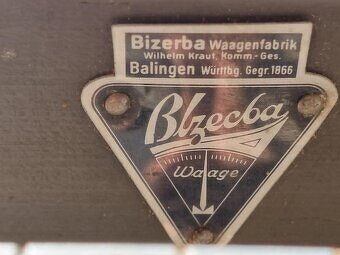 Bizerba Waagenfabrik
Wilhelm Kraut, Komm.-Ges.
Balingen Württbg. Gegr. 1866
Bizerba
Waage